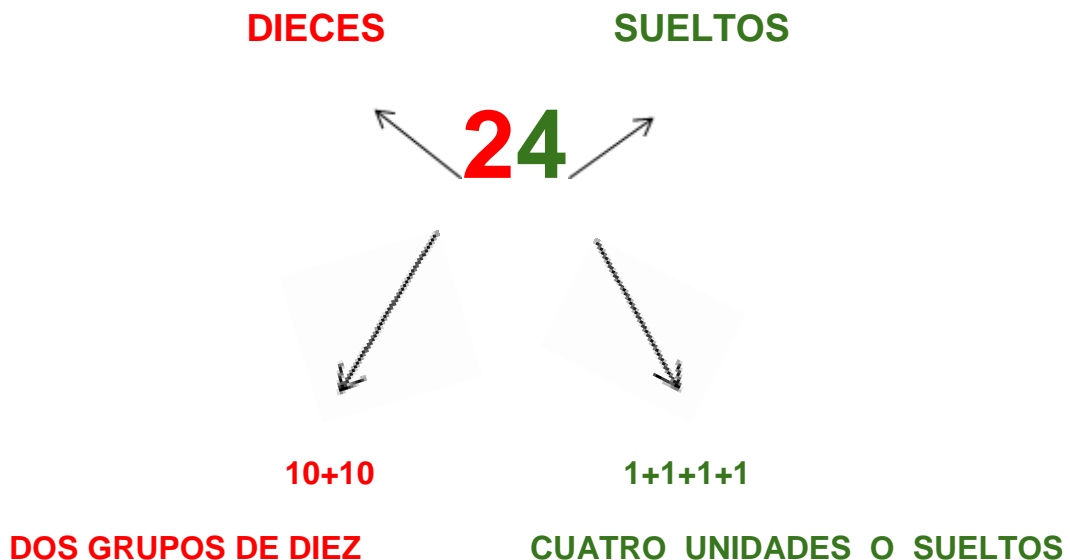 DIECES SUELTOS
24
10+10 1+1+1+1
DOS GRUPOS DE DIEZ CUATRO UNIDADES O SUELTOS